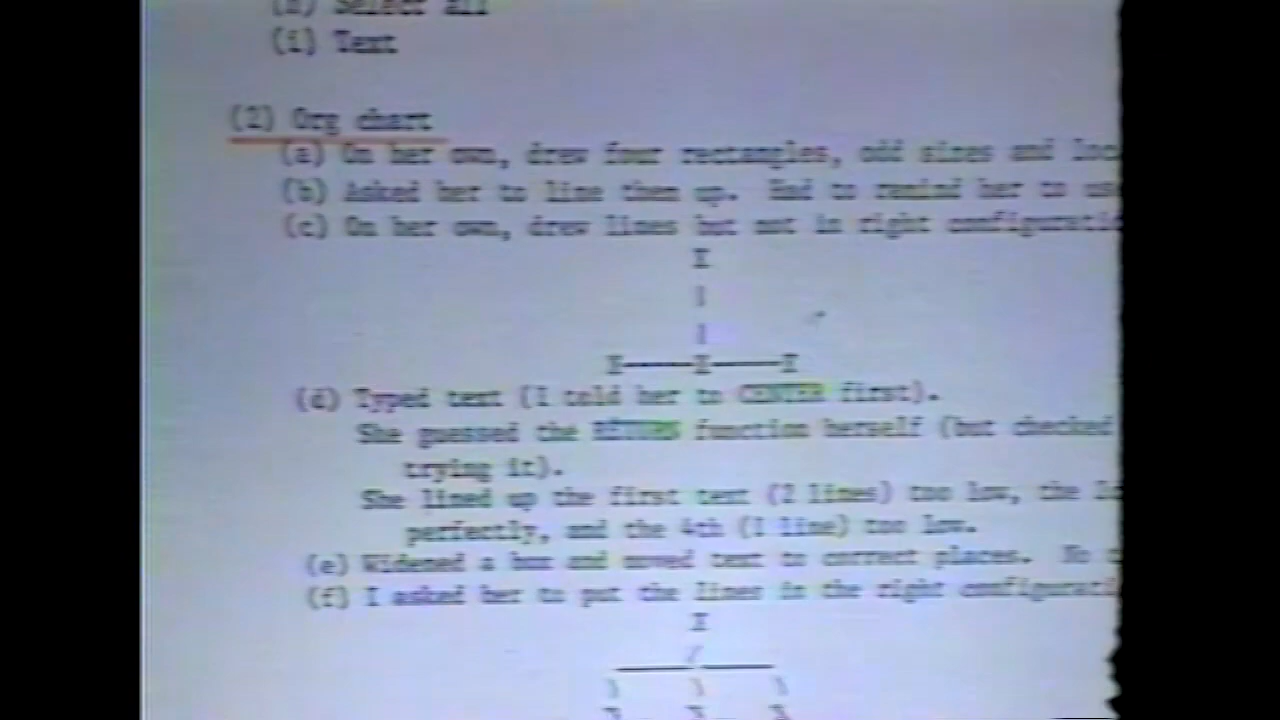 (h) Select all
(i) Text
(2) Org chart
(a) On her own, drew four rectangles, odd sizes and loc
(b) Asked her to line them up. Had to remind her to us
(c) On her own, drew lines but not in right configurati
X
|
|
X-----X-----X
(d) Typed text (I told her to CENTER first).
She guessed the RETURN function herself (but checked
trying it).
She lined up the first text (2 lines) too low, the
perfectly, and the 4th (1 line) too low.
(e) Widened a box and moved text to correct places. No
(f) I asked her to put the lines in the right configurati
X